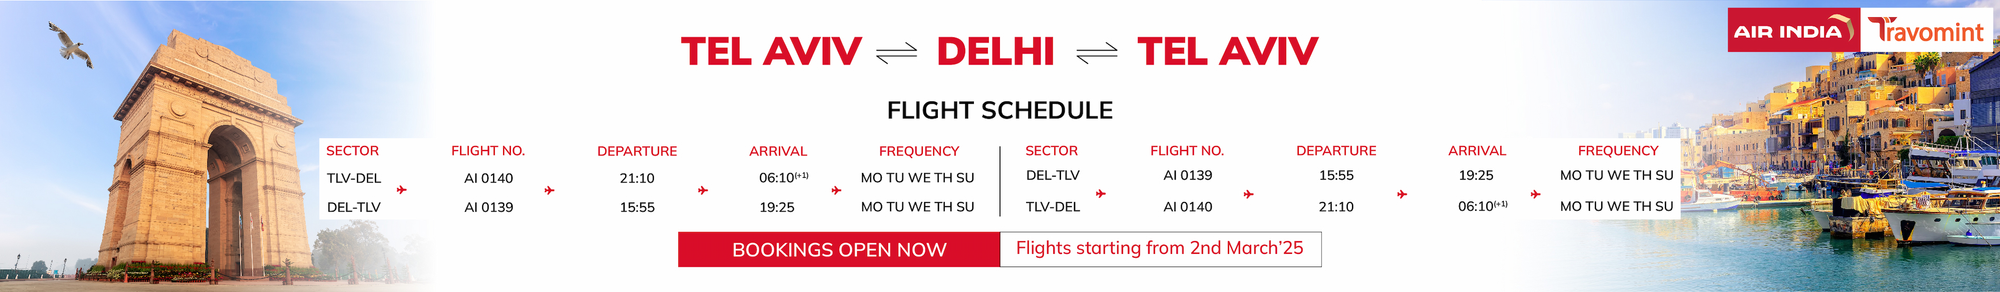 AIR INDIA Travomint
TEL AVIV ⇌ DELHI ⇌ TEL AVIV
FLIGHT SCHEDULE
SECTOR FLIGHT NO. DEPARTURE ARRIVAL FREQUENCY
TLV-DEL AI 0140 21:10 06:10(+1) MO TU WE TH SU
DEL-TLV AI 0139 15:55 19:25 MO TU WE TH SU
SECTOR FLIGHT NO. DEPARTURE ARRIVAL FREQUENCY
DEL-TLV AI 0139 15:55 19:25 MO TU WE TH SU
TLV-DEL AI 0140 21:10 06:10(+1) MO TU WE TH SU
BOOKINGS OPEN NOW
Flights starting from 2nd March'25